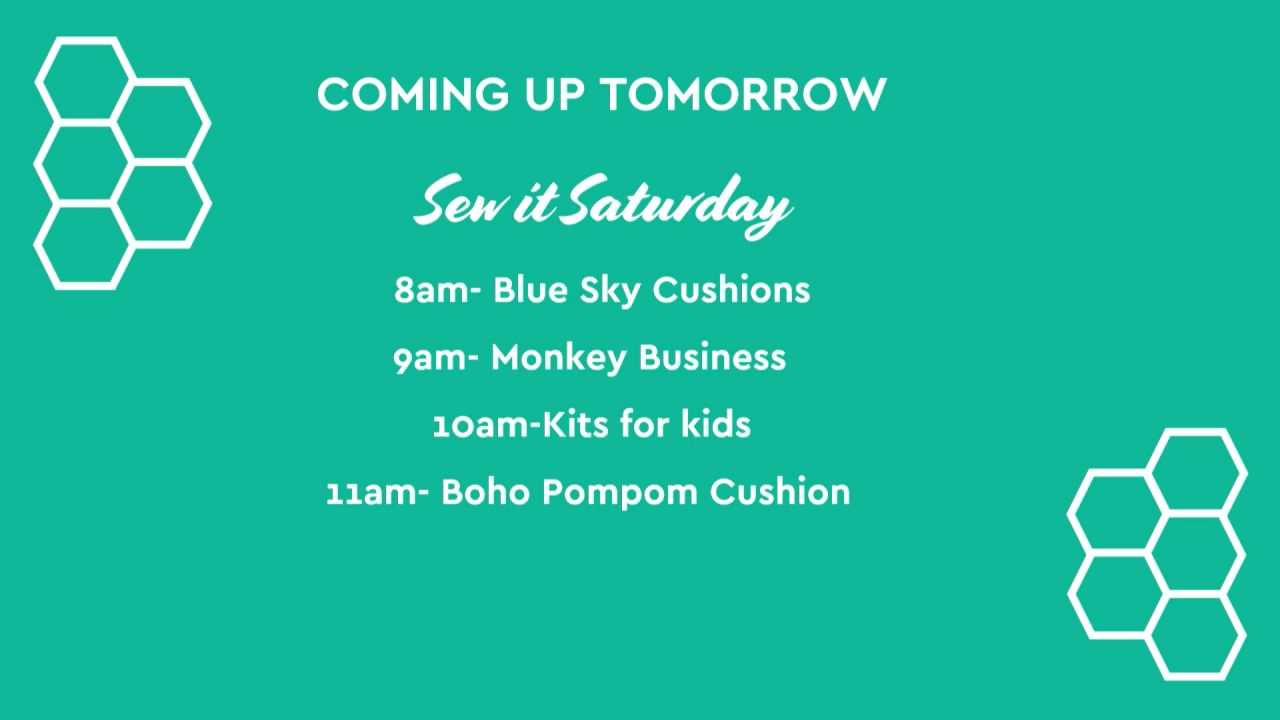 COMING UP TOMORROW
Sew it Saturday
8am- Blue Sky Cushions
9am- Monkey Business
10am-Kits for kids
11am- Boho Pompom Cushion